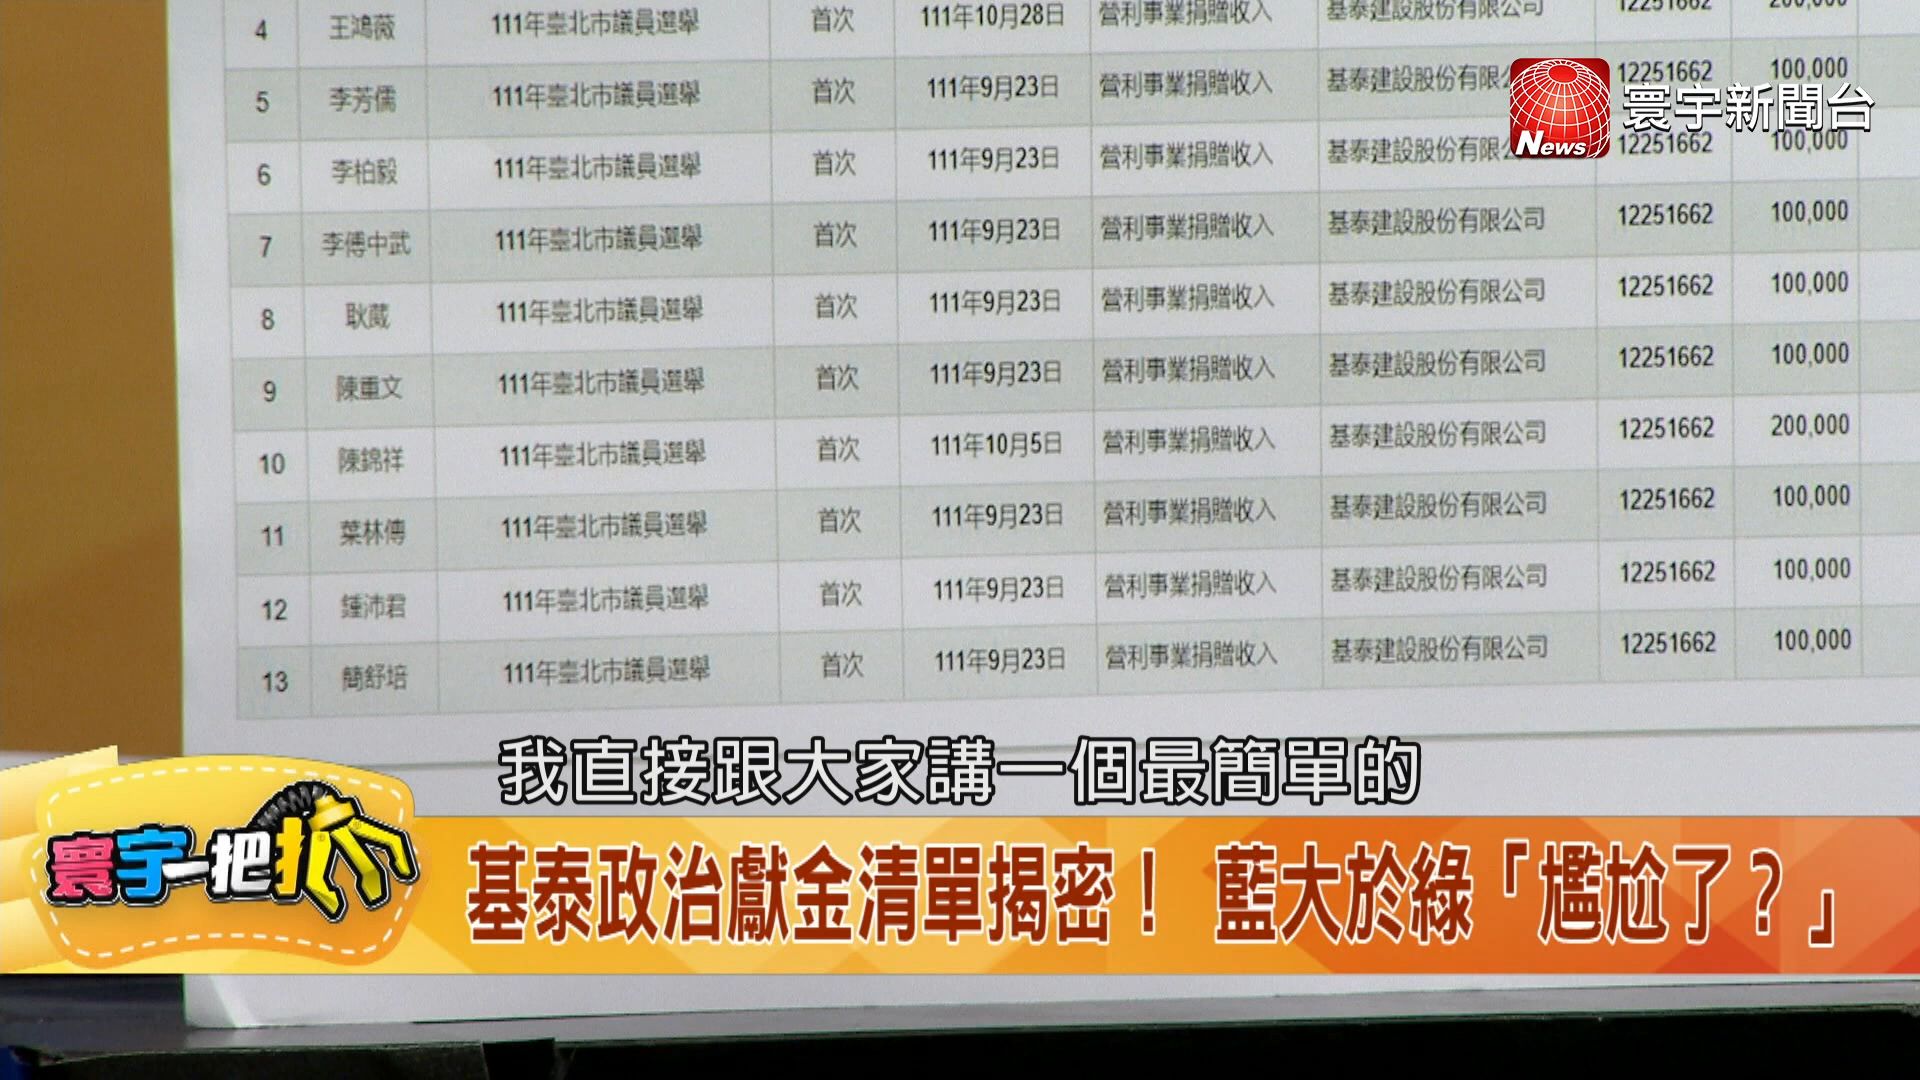 4 王鴻薇 111年臺北市議員選舉 首次 111年10月28日 營利事業捐贈收入 基泰建設股份有限公司 12251662 200,000
5 李芳儒 111年臺北市議員選舉 首次 111年9月23日 營利事業捐贈收入 基泰建設股份有限 12251662 100,000
6 李柏毅 111年臺北市議員選舉 首次 111年9月23日 營利事業捐贈收入 基泰建設股份有限 12251662 100,000
7 李傅中武 111年臺北市議員選舉 首次 111年9月23日 營利事業捐贈收入 基泰建設股份有限公司 12251662 100,000
8 耿葳 111年臺北市議員選舉 首次 111年9月23日 營利事業捐贈收入 基泰建設股份有限公司 12251662 100,000
9 陳重文 111年臺北市議員選舉 首次 111年9月23日 營利事業捐贈收入 基泰建設股份有限公司 12251662 100,000
10 陳錦祥 111年臺北市議員選舉 首次 111年10月5日 營利事業捐贈收入 基泰建設股份有限公司 12251662 200,000
11 葉林傳 111年臺北市議員選舉 首次 111年9月23日 營利事業捐贈收入 基泰建設股份有限公司 12251662 100,000
12 鍾沛君 111年臺北市議員選舉 首次 111年9月23日 營利事業捐贈收入 基泰建設股份有限公司 12251662 100,000
13 簡舒培 111年臺北市議員選舉 首次 111年9月23日 營利事業捐贈收入 基泰建設股份有限公司 12251662 100,000
News 寰宇新聞台
我直接跟大家講一個最簡單的
寰宇一把抓
基泰政治獻金清單揭密！ 藍大於綠「尷尬了？」